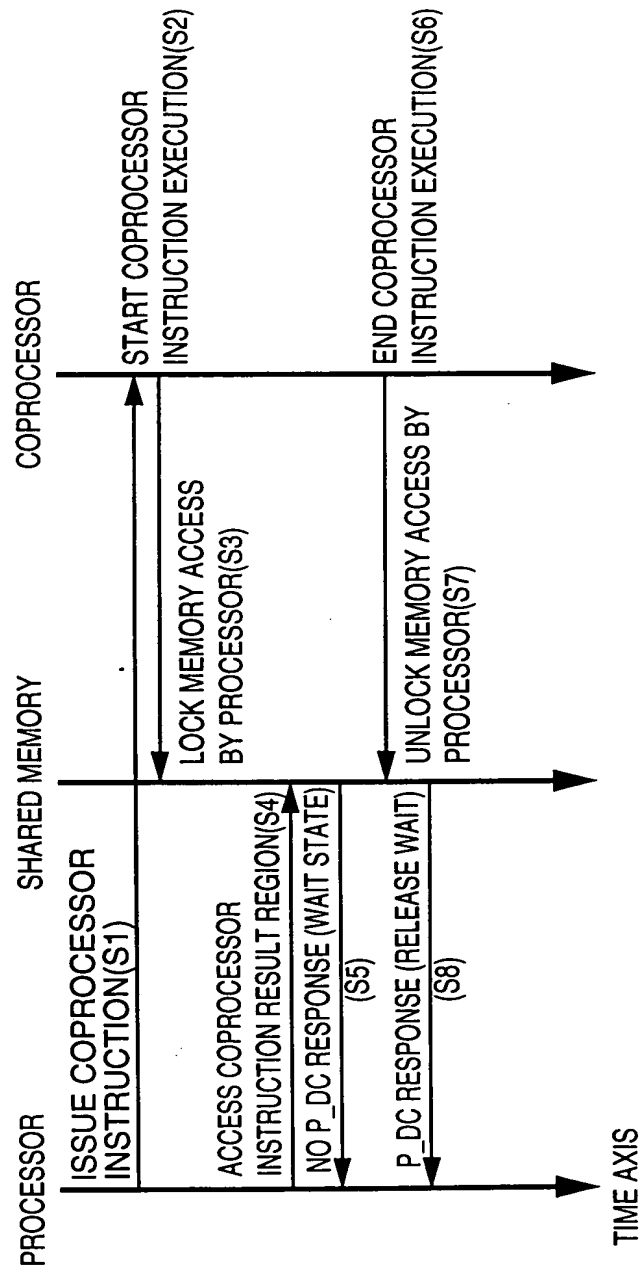 PROCESSOR
SHARED MEMORY
COPROCESSOR
ISSUE COPROCESSOR
INSTRUCTION(S1)
START COPROCESSOR
INSTRUCTION EXECUTION(S2)
LOCK MEMORY ACCESS
BY PROCESSOR(S3)
ACCESS COPROCESSOR
INSTRUCTION RESULT REGION(S4)
NO P_DC RESPONSE (WAIT STATE)
(S5)
END COPROCESSOR
INSTRUCTION EXECUTION(S6)
UNLOCK MEMORY ACCESS BY
PROCESSOR(S7)
P_DC RESPONSE (RELEASE WAIT)
(S8)
TIME AXIS